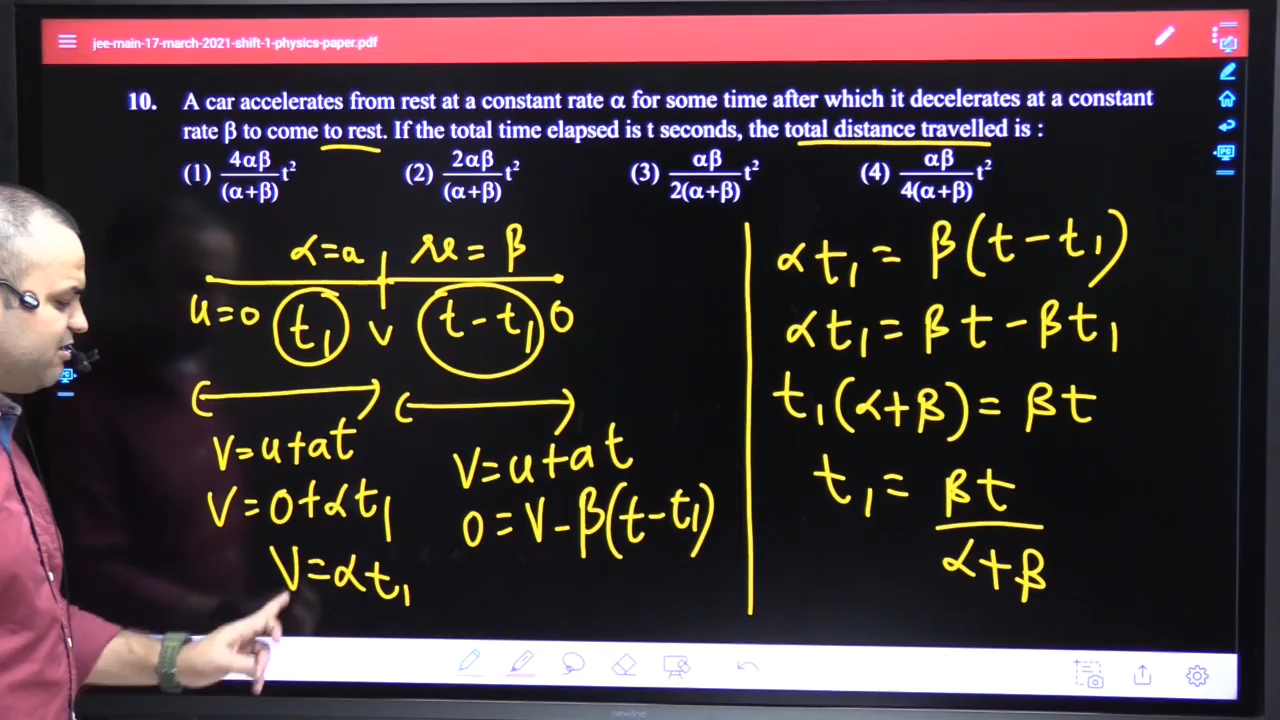 jee-main-17-march-2021-shift-1-physics-paper.pdf
10. A car accelerates from rest at a constant rate α for some time after which it decelerates at a constant
rate β to come to rest. If the total time elapsed is t seconds, the total distance travelled is :
(1) 4αβ/(α+β) t² (2) 2αβ/(α+β) t² (3) αβ/2(α+β) t² (4) αβ/4(α+β) t²
α=a
= β
u=0 t₁ v t-t₁ 0
v=u+at
v=0+αt₁
v=αt₁
v=u+at
0=v-β(t-t₁)
αt₁=β(t-t₁)
αt₁=βt-βt₁
t₁(α+β)=βt
t₁=βt/α+β
newline